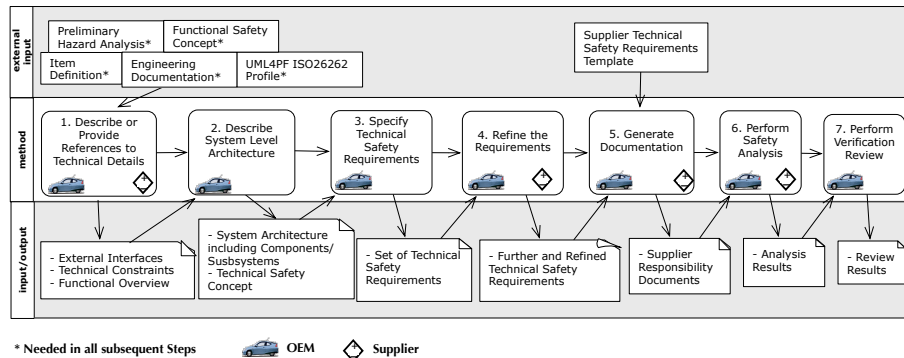 external
input
Preliminary
Hazard Analysis*
Functional Safety
Concept*
Item
Definition*
Engineering
Documentation*
UML4PF ISO26262
Profile*
Supplier Technical
Safety Requirements
Template
method
1. Describe or
Provide
References to
Technical Details
2. Describe
System Level
Architecture
3. Specify
Technical
Safety
Requirements
4. Refine the
Requirements
5. Generate
Documentation
6. Perform
Safety
Analysis
7. Perform
Verification
Review
input/output
- External Interfaces
- Technical Constraints
- Functional Overview
- System Architecture
including Components/
Subsystems
- Technical Safety
Concept
- Set of Technical
Safety
Requirements
- Further and Refined
Technical Safety
Requirements
- Supplier
Responsibility
Documents
- Analysis
Results
- Review
Results
* Needed in all subsequent Steps
OEM
Supplier